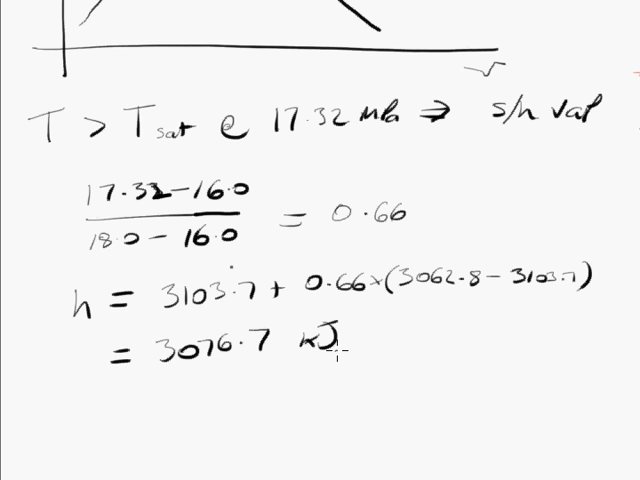 v
T > Tsat @ 17.32 MPa ⇒ s/h vap
17.32-16.0
18.0-16.0
= 0.66
h = 3103.7 + 0.66×(3062.8-3103.7)
= 3076.7 kJ